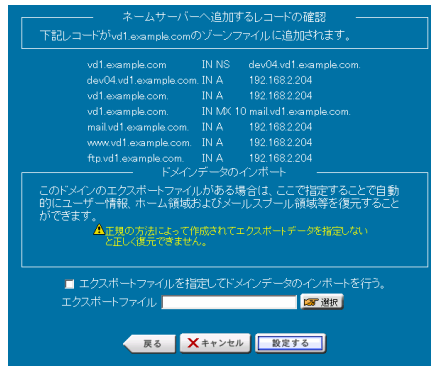 ネームサーバーへ追加するレコードの確認
下記レコードがvd1.example.comのゾーンファイルに追加されます。
vd1.example.com IN NS dev04.vd1.example.com.
dev04.vd1.example.com. IN A 192.168.2.204
vd1.example.com. IN A 192.168.2.204
vd1.example.com. IN MX 10 mail.vd1.example.com.
mail.vd1.example.com. IN A 192.168.2.204
www.vd1.example.com. IN A 192.168.2.204
ftp.vd1.example.com. IN A 192.168.2.204
ドメインデータのインポート
このドメインのエクスポートファイルがある場合は、ここで指定することで自動
的にユーザー情報、ホーム領域およびメールスプール領域等を復元すること
ができます。
正規の方法によって作成されてエクスポートデータを指定しない
と正しく復元できません。
エクスポートファイルを指定してドメインデータのインポートを行う。
エクスポートファイル 選択
戻る キャンセル 設定する